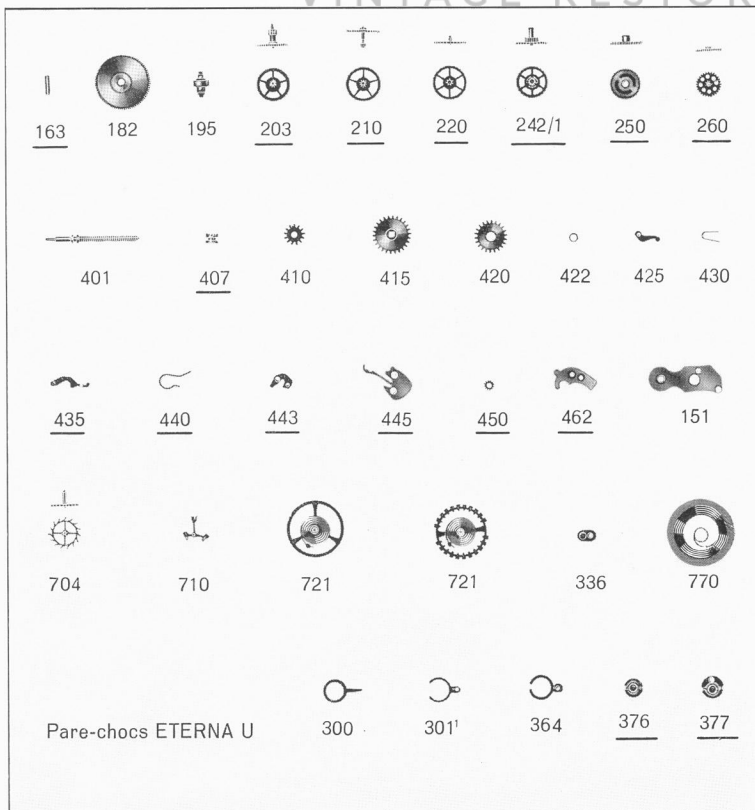 VINTAGE RESTOR
163 182 195 203 210 220 242/1 250 260
401 407 410 415 420 422 425 430
435 440 443 445 450 462 151
704 710 721 721 336 770
Pare-chocs ETERNA U 300 301¹ 364 376 377